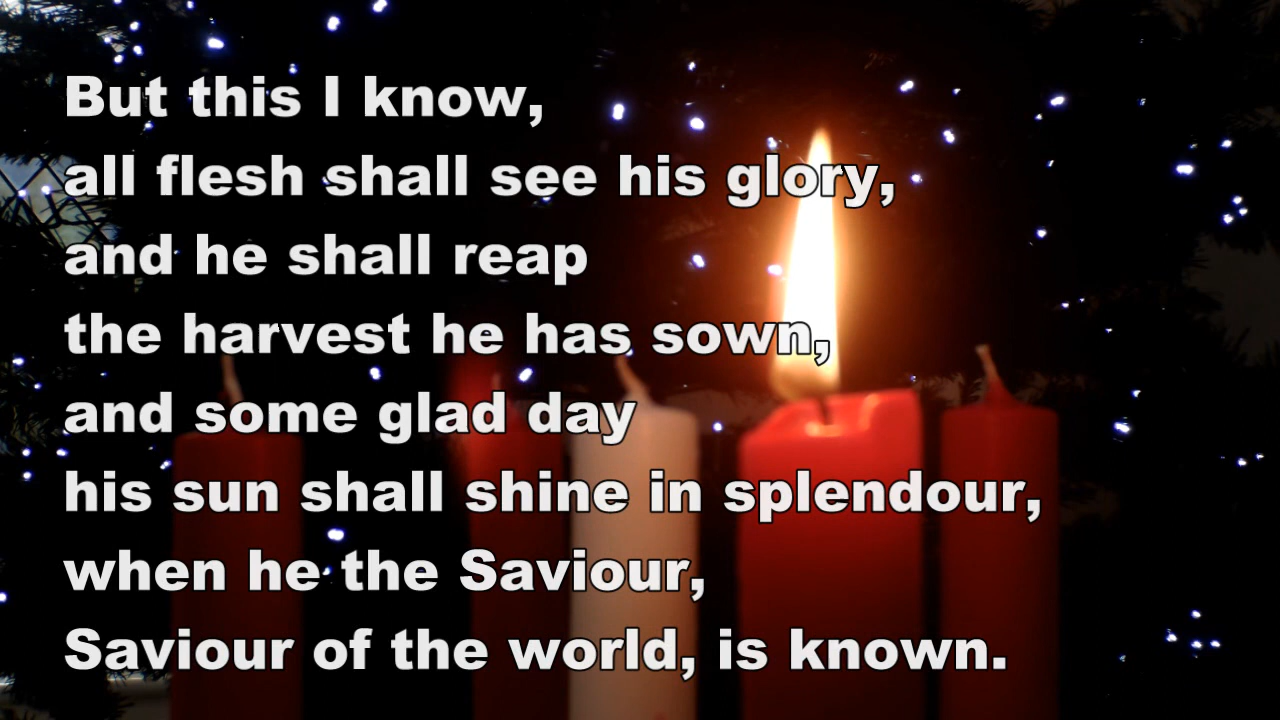 But this I know,
all flesh shall see his glory,
and he shall reap
the harvest he has sown,
and some glad day
his sun shall shine in splendour,
when he the Saviour,
Saviour of the world, is known.